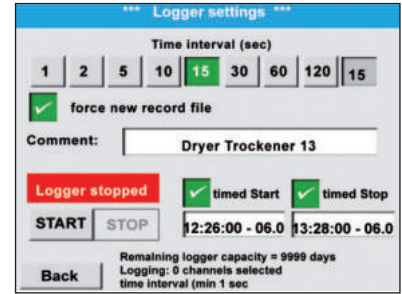 *** Logger settings ***
Time interval (sec)
1 2 5 10 15 30 60 120 15
force new record file
Comment: Dryer Trockener 13
Logger stopped timed Start timed Stop
START STOP 12:26:00 - 06.0 13:28:00 - 06.0
Remaining logger capacity = 9999 days
Logging: 0 channels selected
Back time interval (min 1 sec